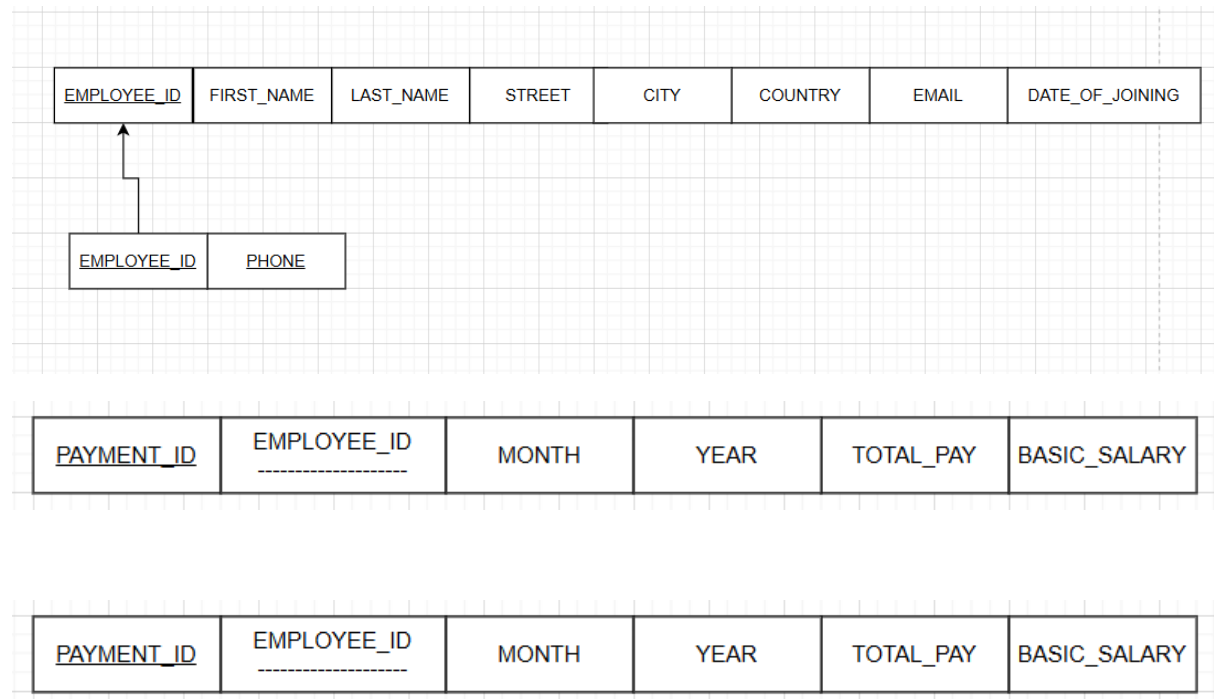 EMPLOYEE_ID FIRST_NAME LAST_NAME STREET CITY COUNTRY EMAIL DATE_OF_JOINING
EMPLOYEE_ID PHONE
PAYMENT_ID EMPLOYEE_ID MONTH YEAR TOTAL_PAY BASIC_SALARY
PAYMENT_ID EMPLOYEE_ID MONTH YEAR TOTAL_PAY BASIC_SALARY